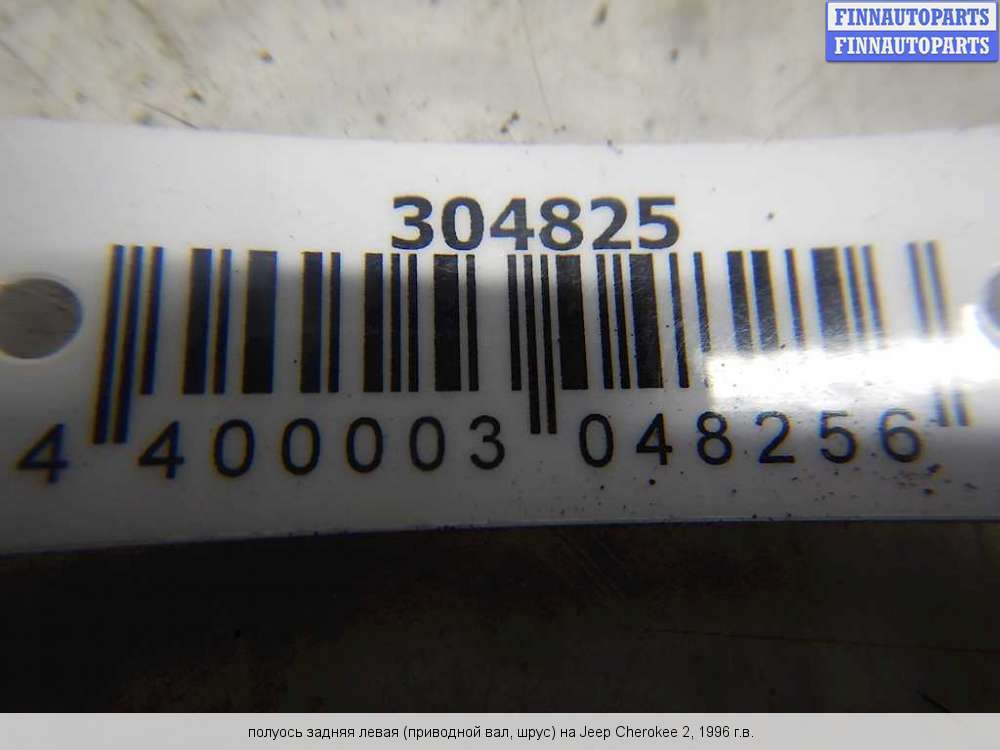 FINNAUTOPARTS
FINNAUTOPARTS
304825
4 400003 048256
полуось задняя левая (приводной вал, шрус) на Jeep Cherokee 2, 1996 г.в.